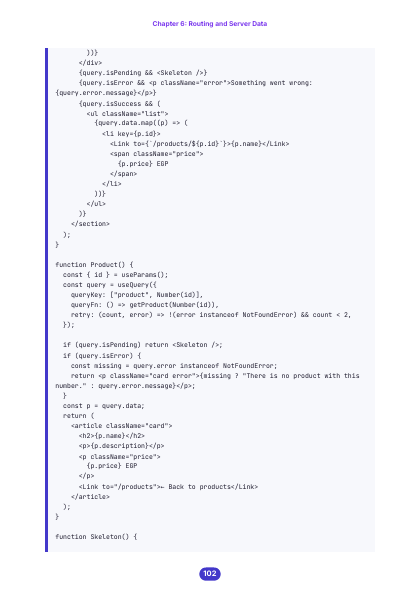 Chapter 6: Routing and Server Data
        ))}
      </div>
      {query.isPending && <Skeleton />}
      {query.isError && <p className="error">Something went wrong:
{query.error.message}</p>}
      {query.isSuccess && (
        <ul className="list">
          {query.data.map((p) => (
            <li key={p.id}>
              <Link to={`/products/${p.id}`}>{p.name}</Link>
              <span className="price">
                {p.price} EGP
              </span>
            </li>
          ))}
        </ul>
      )}
    </section>
  );
}

function Product() {
  const { id } = useParams();
  const query = useQuery({
    queryKey: ["product", Number(id)],
    queryFn: () => getProduct(Number(id)),
    retry: (count, error) => !(error instanceof NotFoundError) && count < 2,
  });

  if (query.isPending) return <Skeleton />;
  if (query.isError) {
    const missing = query.error instanceof NotFoundError;
    return <p className="card error">{missing ? "There is no product with this
number." : query.error.message}</p>;
  }
  const p = query.data;
  return (
    <article className="card">
      <h2>{p.name}</h2>
      <p>{p.description}</p>
      <p className="price">
        {p.price} EGP
      </p>
      <Link to="/products">← Back to products</Link>
    </article>
  );
}

function Skeleton() {
102